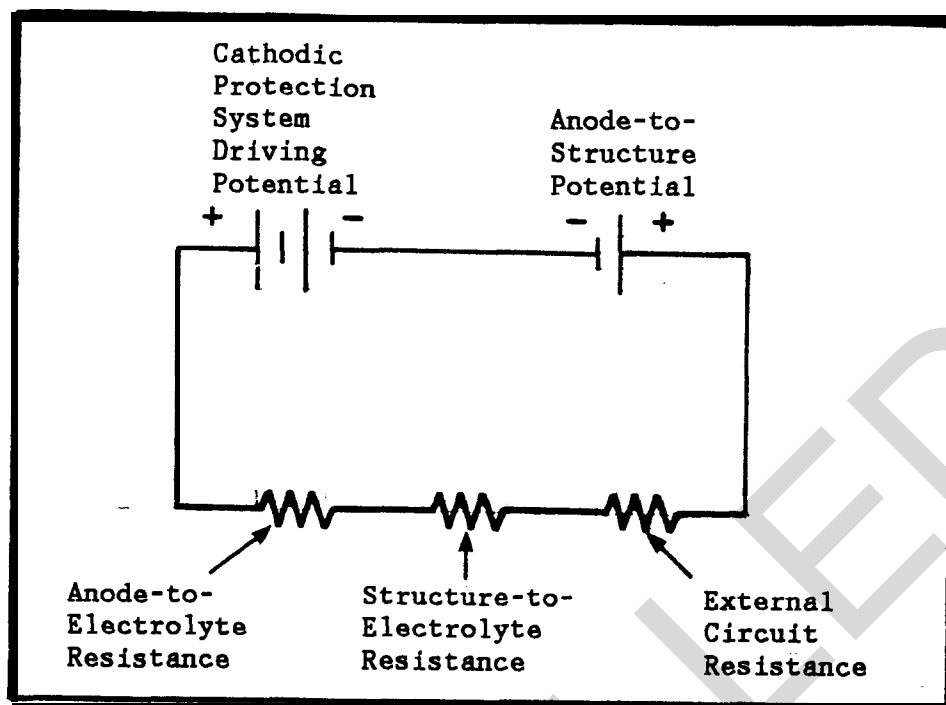 Cathodic
Protection
System
Driving
Potential
+ -
Anode-to-
Structure
Potential
- +
Anode-to-
Electrolyte
Resistance
Structure-to-
Electrolyte
Resistance
External
Circuit
Resistance
LED